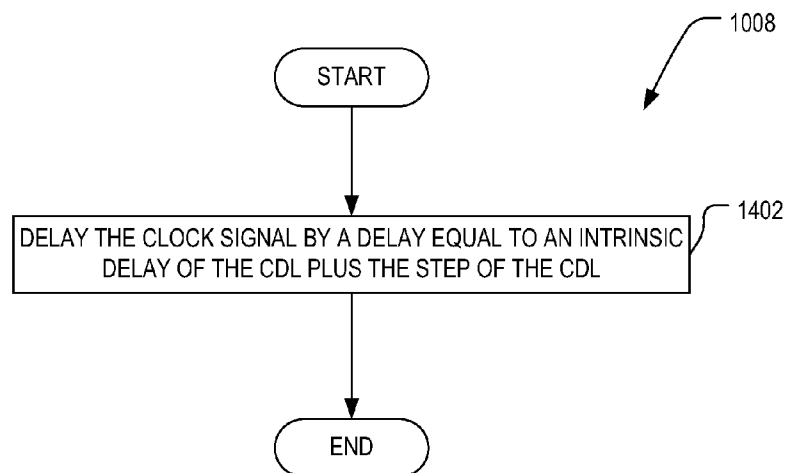 1008
START
1402
DELAY THE CLOCK SIGNAL BY A DELAY EQUAL TO AN INTRINSIC
DELAY OF THE CDL PLUS THE STEP OF THE CDL
END